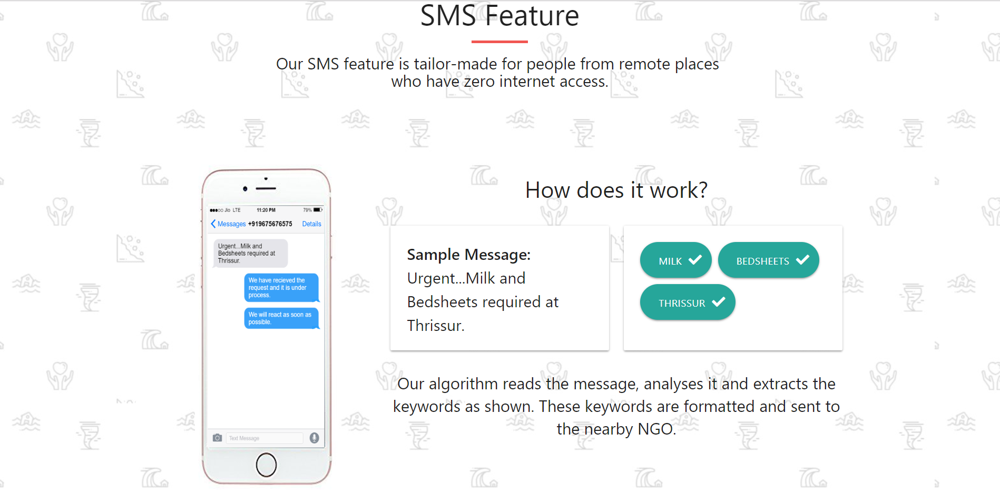 SMS Feature
Our SMS feature is tailor-made for people from remote places
who have zero internet access.
Jio LTE 11:20 PM 79%
Messages +919675676575 Details
Urgent...Milk and
Bedsheets required at
Thrissur.
We have recieved the
request and it is under
process.
We will react as soon as
possible.
Text Message
How does it work?
Sample Message:
Urgent...Milk and
Bedsheets required at
Thrissur.
MILK BEDSHEETS
THRISSUR
Our algorithm reads the message, analyses it and extracts the
keywords as shown. These keywords are formatted and sent to
the nearby NGO.